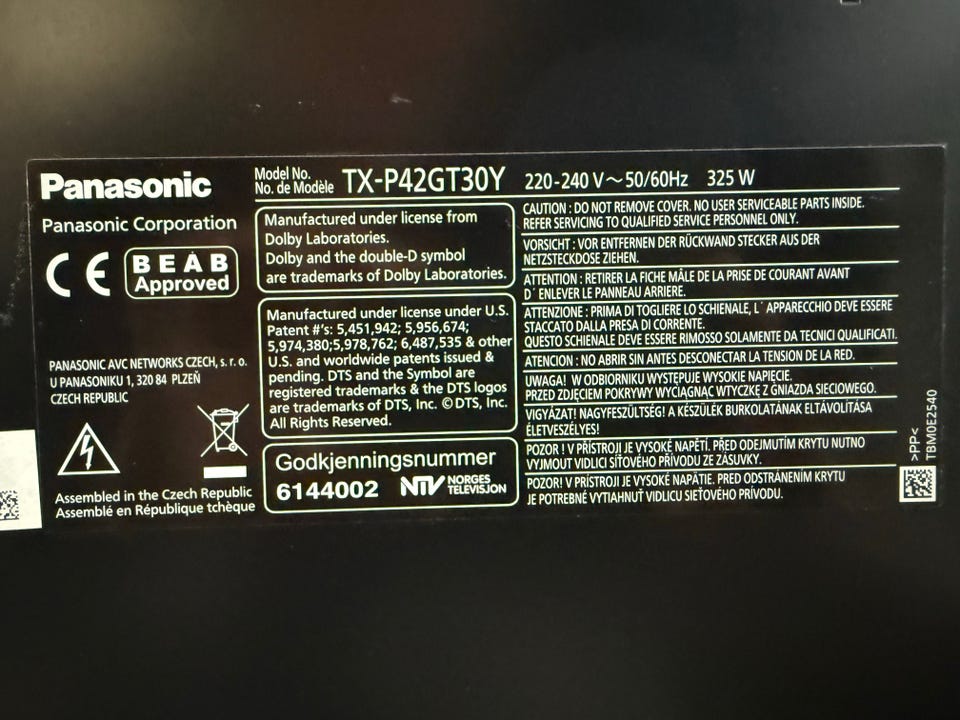 Panasonic
Panasonic Corporation
CE
BEAB
Approved
PANASONIC AVC NETWORKS CZECH, s. r. o.
U PANASONIKU 1, 320 84 PLZEŇ
CZECH REPUBLIC
Assembled in the Czech Republic
Assemblé en République tchèque
Model No.
No. de Modèle TX-P42GT30Y 220-240 V~50/60Hz 325 W
Manufactured under license from
Dolby Laboratories.
Dolby and the double-D symbol
are trademarks of Dolby Laboratories.
Manufactured under license under U.S.
Patent #'s: 5,451,942; 5,956,674;
5,974,380;5,978,762; 6,487,535 & other
U.S. and worldwide patents issued &
pending. DTS and the Symbol are
registered trademarks & the DTS logos
are trademarks of DTS, Inc. © DTS, Inc.
All Rights Reserved.
Godkjenningsnummer
6144002 NTV NORGES
TELEVISJON
CAUTION : DO NOT REMOVE COVER. NO USER SERVICEABLE PARTS INSIDE.
REFER SERVICING TO QUALIFIED SERVICE PERSONNEL ONLY.
VORSICHT : VOR ENTFERNEN DER RÜCKWAND STECKER AUS DER
NETZSTECKDOSE ZIEHEN.
ATTENTION : RETIRER LA FICHE MÂLE DE LA PRISE DE COURANT AVANT
D´ ENLEVER LE PANNEAU ARRIERE.
ATTENZIONE : PRIMA DI TOGLIERE LO SCHIENALE, L´ APPARECCHIO DEVE ESSERE
STACCATO DALLA PRESA DI CORRENTE.
QUESTO SCHIENALE DEVE ESSERE RIMOSSO SOLAMENTE DA TECNICI QUALIFICATI.
ATENCION : NO ABRIR SIN ANTES DESCONECTAR LA TENSION DE LA RED.
UWAGA! W ODBIORNIKU WYSTĘPUJE WYSOKIE NAPIĘCIE.
PRZED ZDJĘCIEM POKRYWY WYCIĄGNĄĆ WTYCZKĘ Z GNIAZDA SIECIOWEGO.
VIGYÁZAT! NAGYFESZÜLTSÉG! A KÉSZÜLÉK BURKOLATÁNAK ELTÁVOLÍTÁSA
ÉLETVESZÉLYES!
POZOR ! V PŘÍSTROJI JE VYSOKÉ NAPĚTÍ. PŘED ODEJMUTÍM KRYTU NUTNO
VYJMOUT VIDLICI SÍŤOVÉHO PŘÍVODU ZE ZÁSUVKY.
POZOR! V PRÍSTROJI JE VYSOKÉ NAPÄTIE. PRED ODSTRÁNENÍM KRYTU
JE POTREBNÉ VYTIAHNUŤ VIDLICU SIEŤOVÉHO PRÍVODU.
>PP<
TBM0E2540